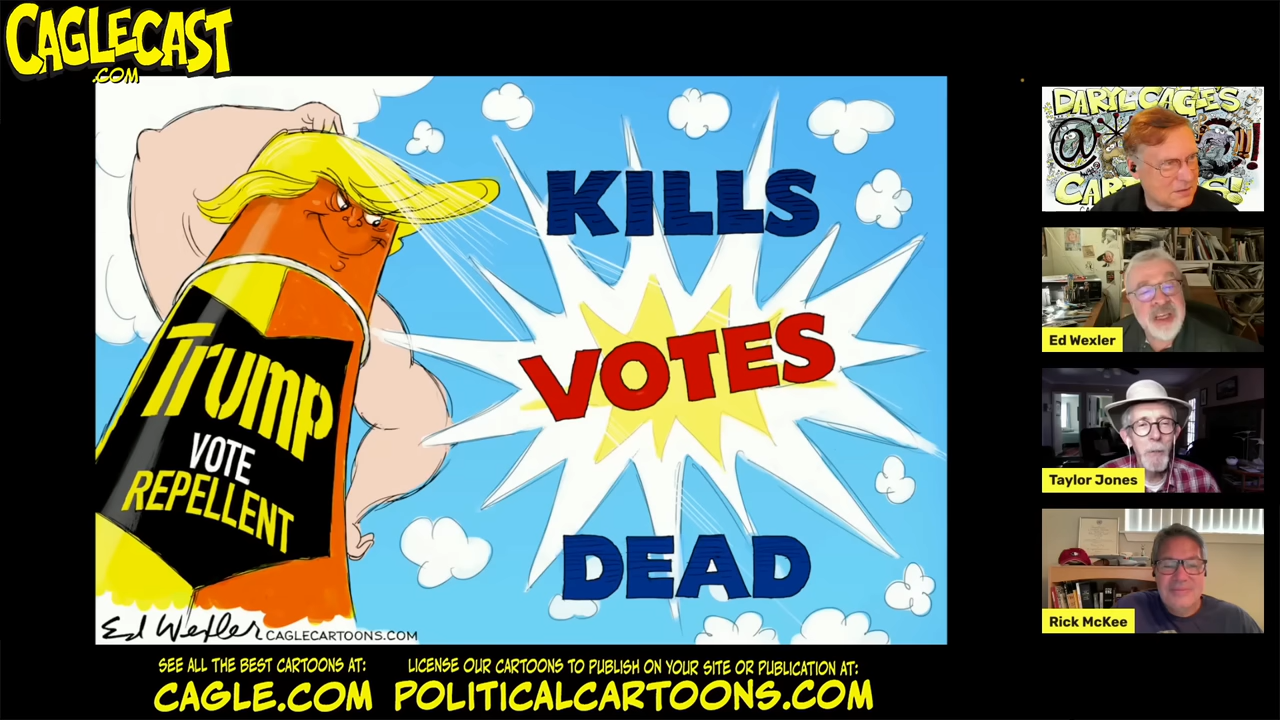 CAGLECAST
.COM
KILLS
VOTES
DEAD
Trump
VOTE
REPELLENT
Ed Wexler CAGLECARTOONS.COM
DARYL CAGLE'S
Ed Wexler
Taylor Jones
Rick McKee
SEE ALL THE BEST CARTOONS AT:
CAGLE.COM
LICENSE OUR CARTOONS TO PUBLISH ON YOUR SITE OR PUBLICATION AT:
POLITICALCARTOONS.COM